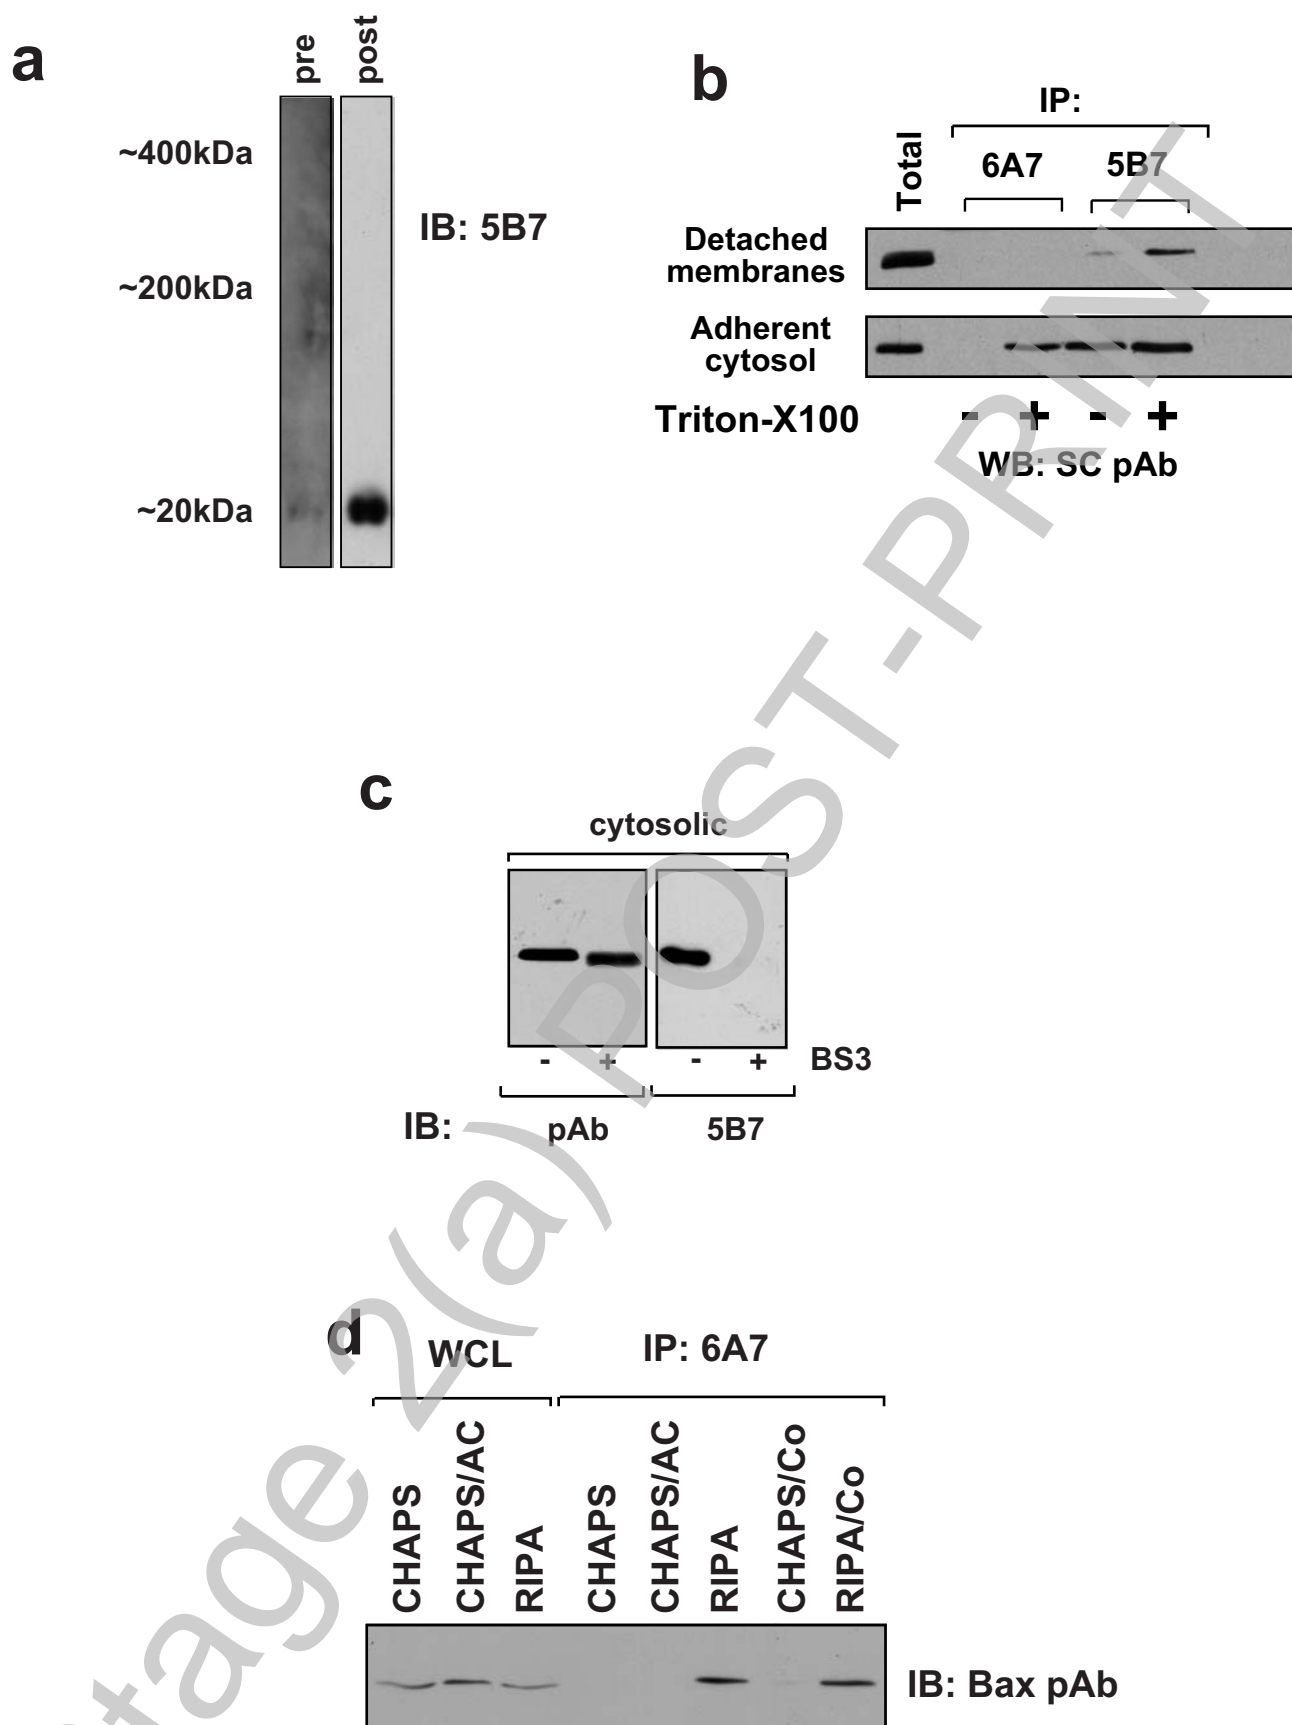 a
pre
post
~400kDa
~200kDa
~20kDa
IB: 5B7
b
IP:
Total
6A7
5B7
Detached
membranes
Adherent
cytosol
Triton-X100
- + - +
WB: SC pAb
c
cytosolic
- + - + BS3
IB: pAb 5B7
d
WCL
IP: 6A7
CHAPS
CHAPS/AC
RIPA
CHAPS
CHAPS/AC
RIPA
CHAPS/Co
RIPA/Co
IB: Bax pAb
Stage 2(a) POST-PRINT